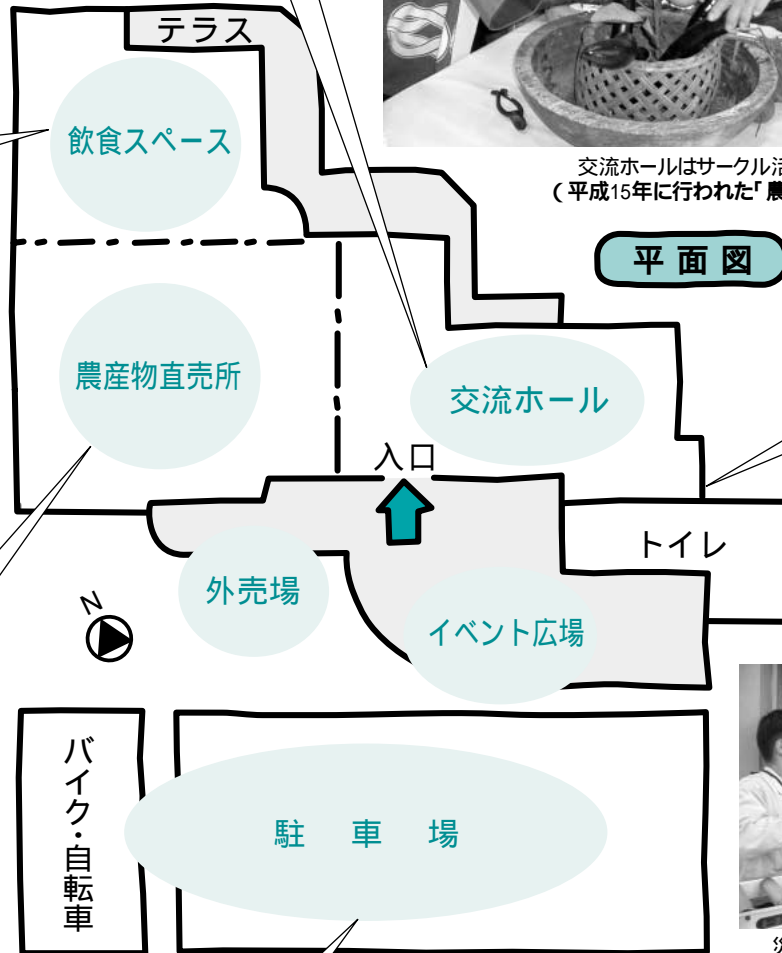 テラス
飲食スペース
交流ホールはサークル活
(平成15年に行われた「農
平面図
農産物直売所
交流ホール
入口
トイレ
外売場
N
イベント広場
バイク・自転車
駐車場